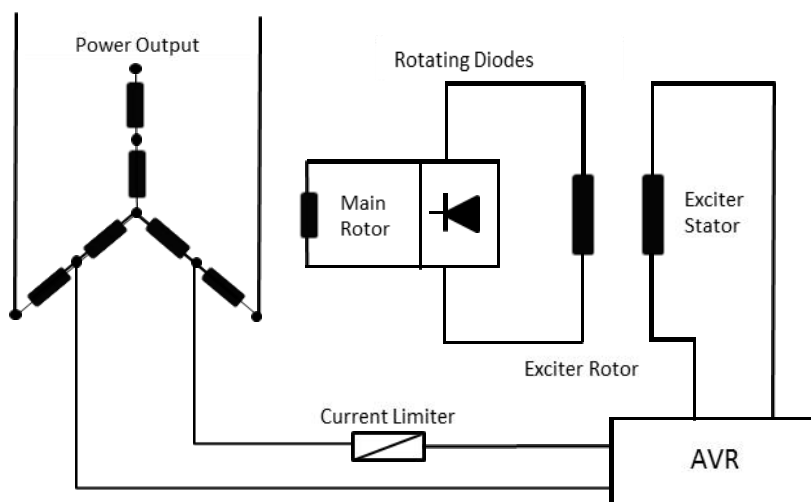 Power Output
Rotating Diodes
Main
Rotor
Exciter
Stator
Exciter Rotor
Current Limiter
AVR